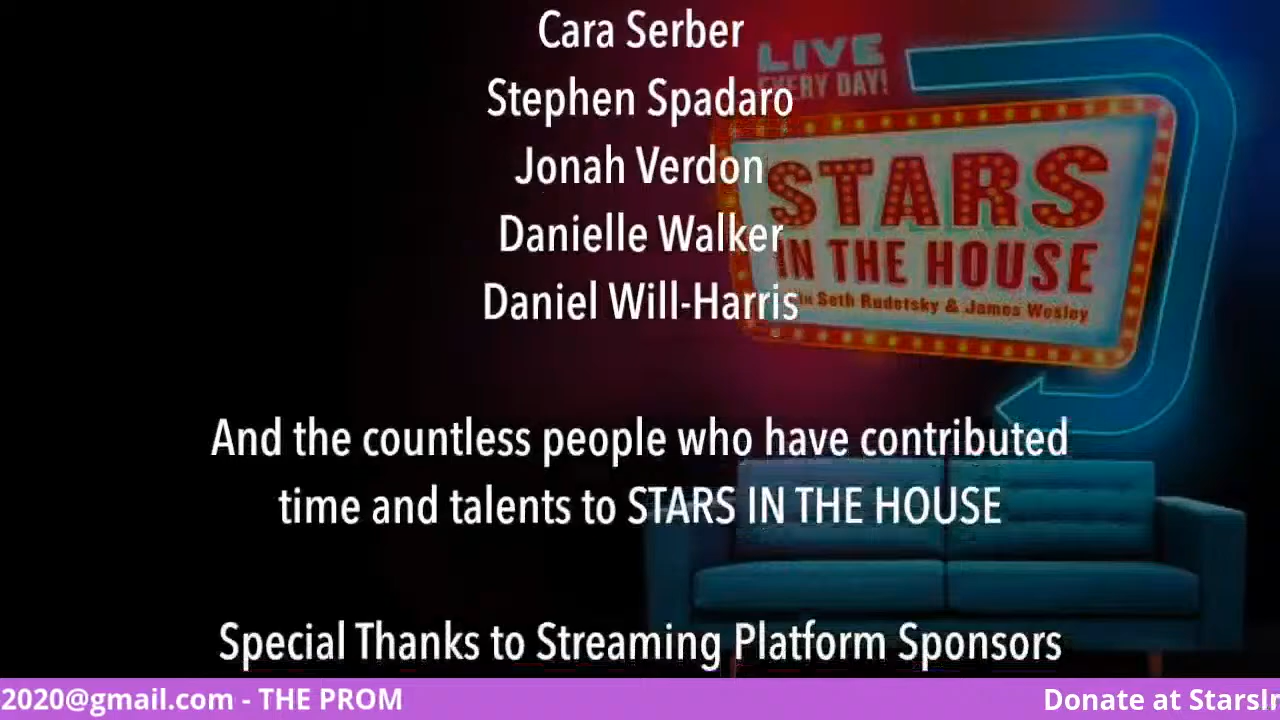 Cara Serber
Stephen Spadaro
Jonah Verdon
Danielle Walker
Daniel Will-Harris
And the countless people who have contributed
time and talents to STARS IN THE HOUSE
Special Thanks to Streaming Platform Sponsors
LIVE
EVERY DAY!
STARS
IN THE HOUSE
Seth Rudetsky & James Wesley
2020@gmail.com - THE PROM
Donate at StarsIn